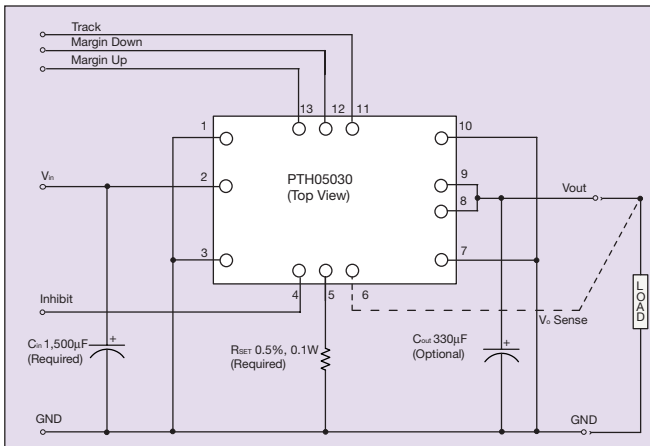 Track
Margin Down
Margin Up
13 12 11
1
10
Vin
2
PTH05030
(Top View)
9
8
Vout
3
7
LOAD
Inhibit
4 5 6
Vo Sense
Cin 1,500µF
(Required)
+
RSET 0.5%, 0.1W
(Required)
Cout 330µF
(Optional)
+
GND
GND